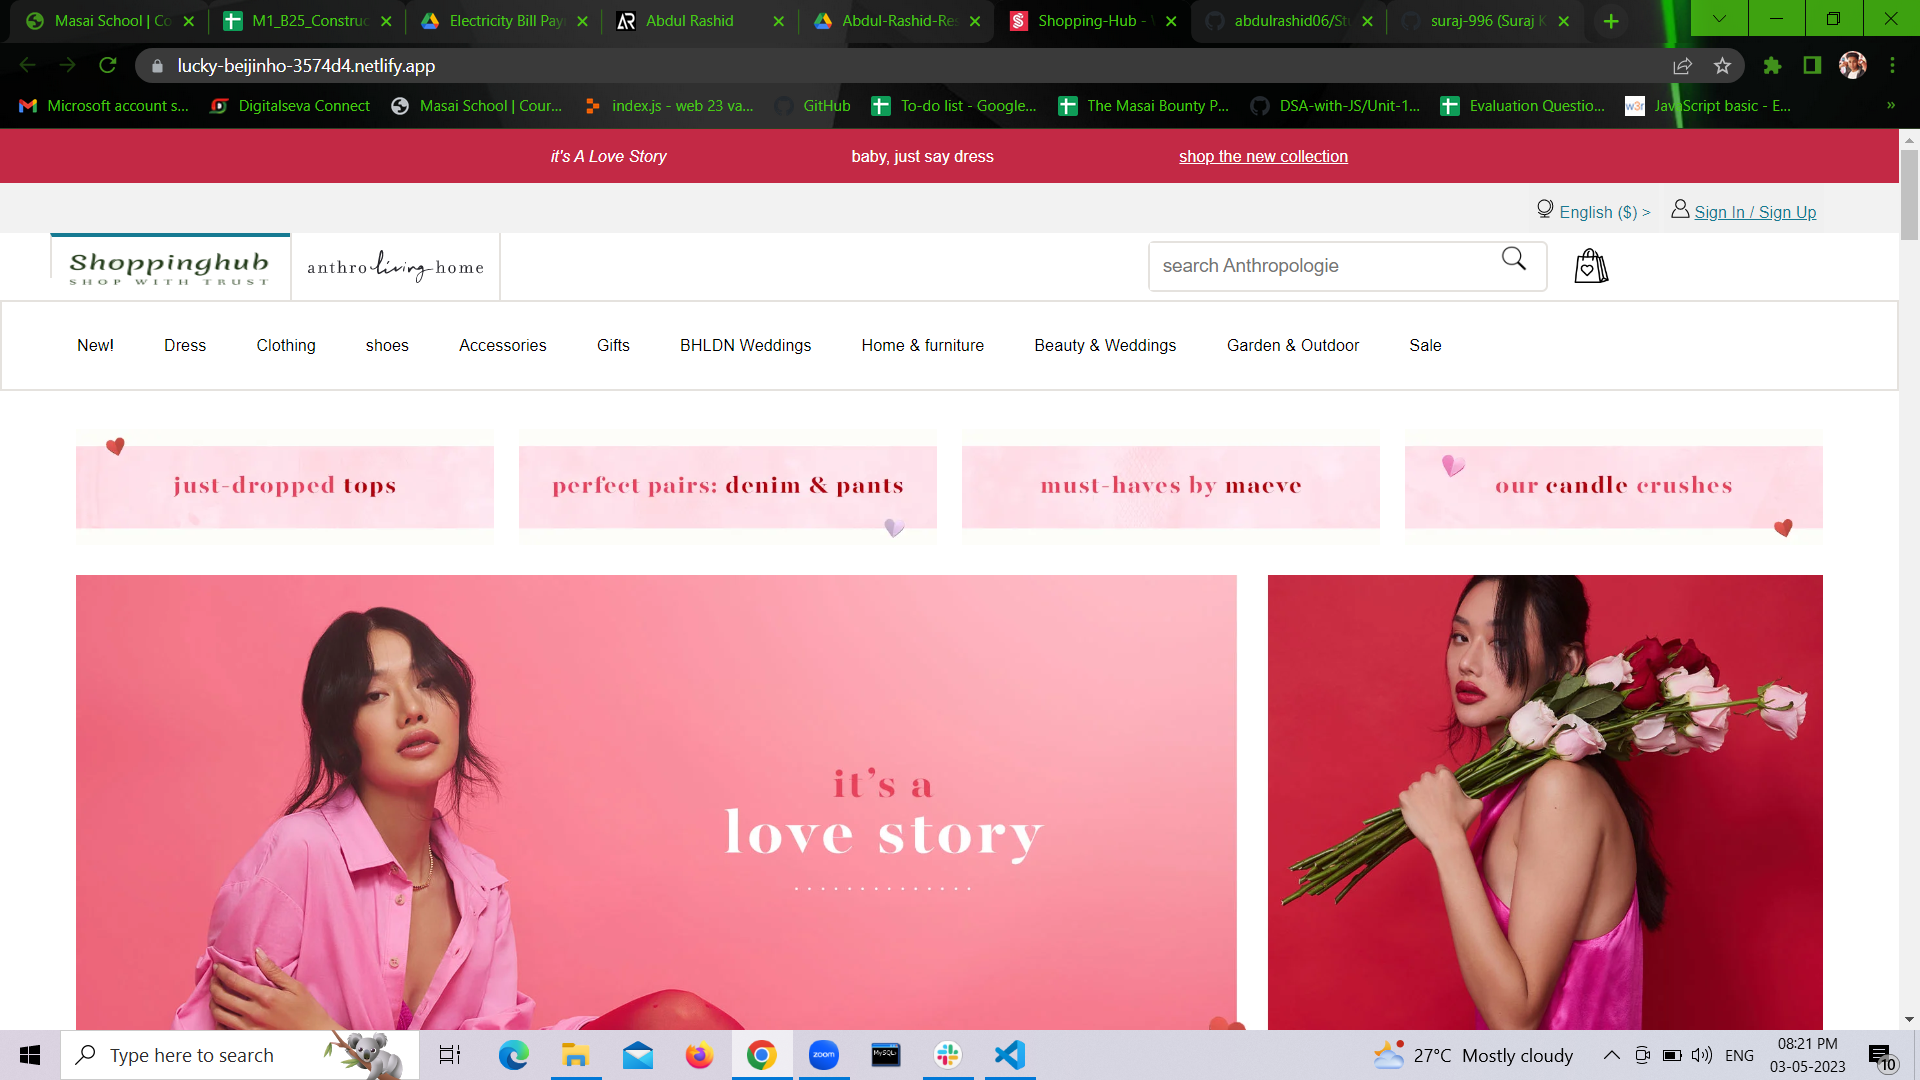 Masai School | Co
M1_B25_Construc
Electricity Bill Pay
Abdul Rashid
Abdul-Rashid-Res
Shopping-Hub -
abdulrashid06/Stu
suraj-996 (Suraj K
lucky-beijinho-3574d4.netlify.app
Microsoft account s...
Digitalseva Connect
Masai School | Cour...
index.js - web 23 va...
GitHub
To-do list - Google...
The Masai Bounty P...
DSA-with-JS/Unit-1...
Evaluation Questio...
JavaScript basic - E...
it's A Love Story
baby, just say dress
shop the new collection
English ($) >
Sign In / Sign Up
Shoppinghub
SHOP WITH TRUST
anthro living home
search Anthropologie
New!
Dress
Clothing
shoes
Accessories
Gifts
BHLDN Weddings
Home & furniture
Beauty & Weddings
Garden & Outdoor
Sale
just-dropped tops
perfect pairs: denim & pants
must-haves by maeve
our candle crushes
it's a
love story
Type here to search
zoom
27°C Mostly cloudy
ENG
08:21 PM
03-05-2023
10